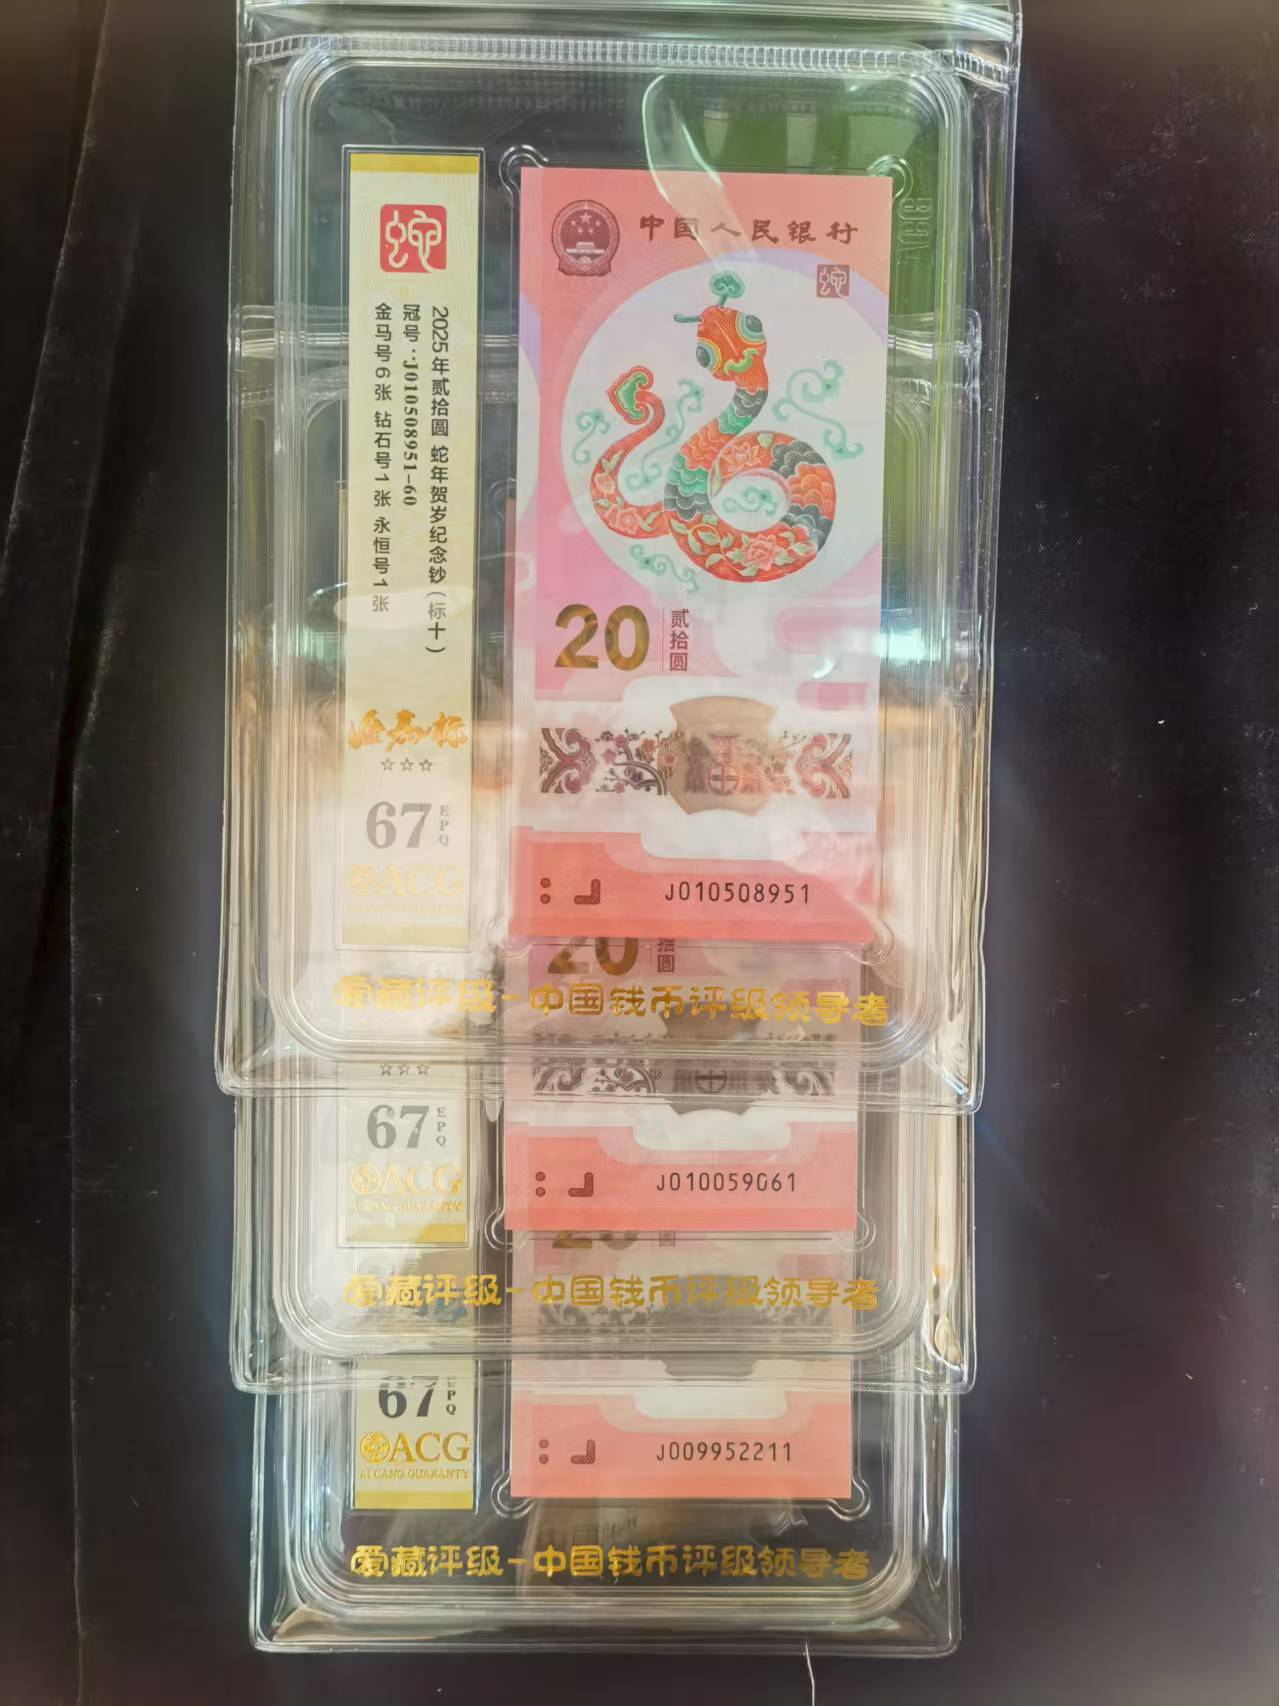 蛇
2025年贰拾圆 蛇年贺岁纪念钞(标十)
冠号:J010508951-60
金马号6张 钻石号1张 永恒号1张
☆☆☆
67 EPQ
ACG
中国人民银行
蛇
20 贰拾圆
J010508951
爱藏评级-中国钱币评级领导者
20 拾圆
☆☆☆
67 EPQ
ACG
AI CANG GUARANTY
J010059061
爱藏评级-中国钱币评级领导者
67 PQ
ACG
AI CANG GUARANTY
J009952211
爱藏评级-中国钱币评级领导者